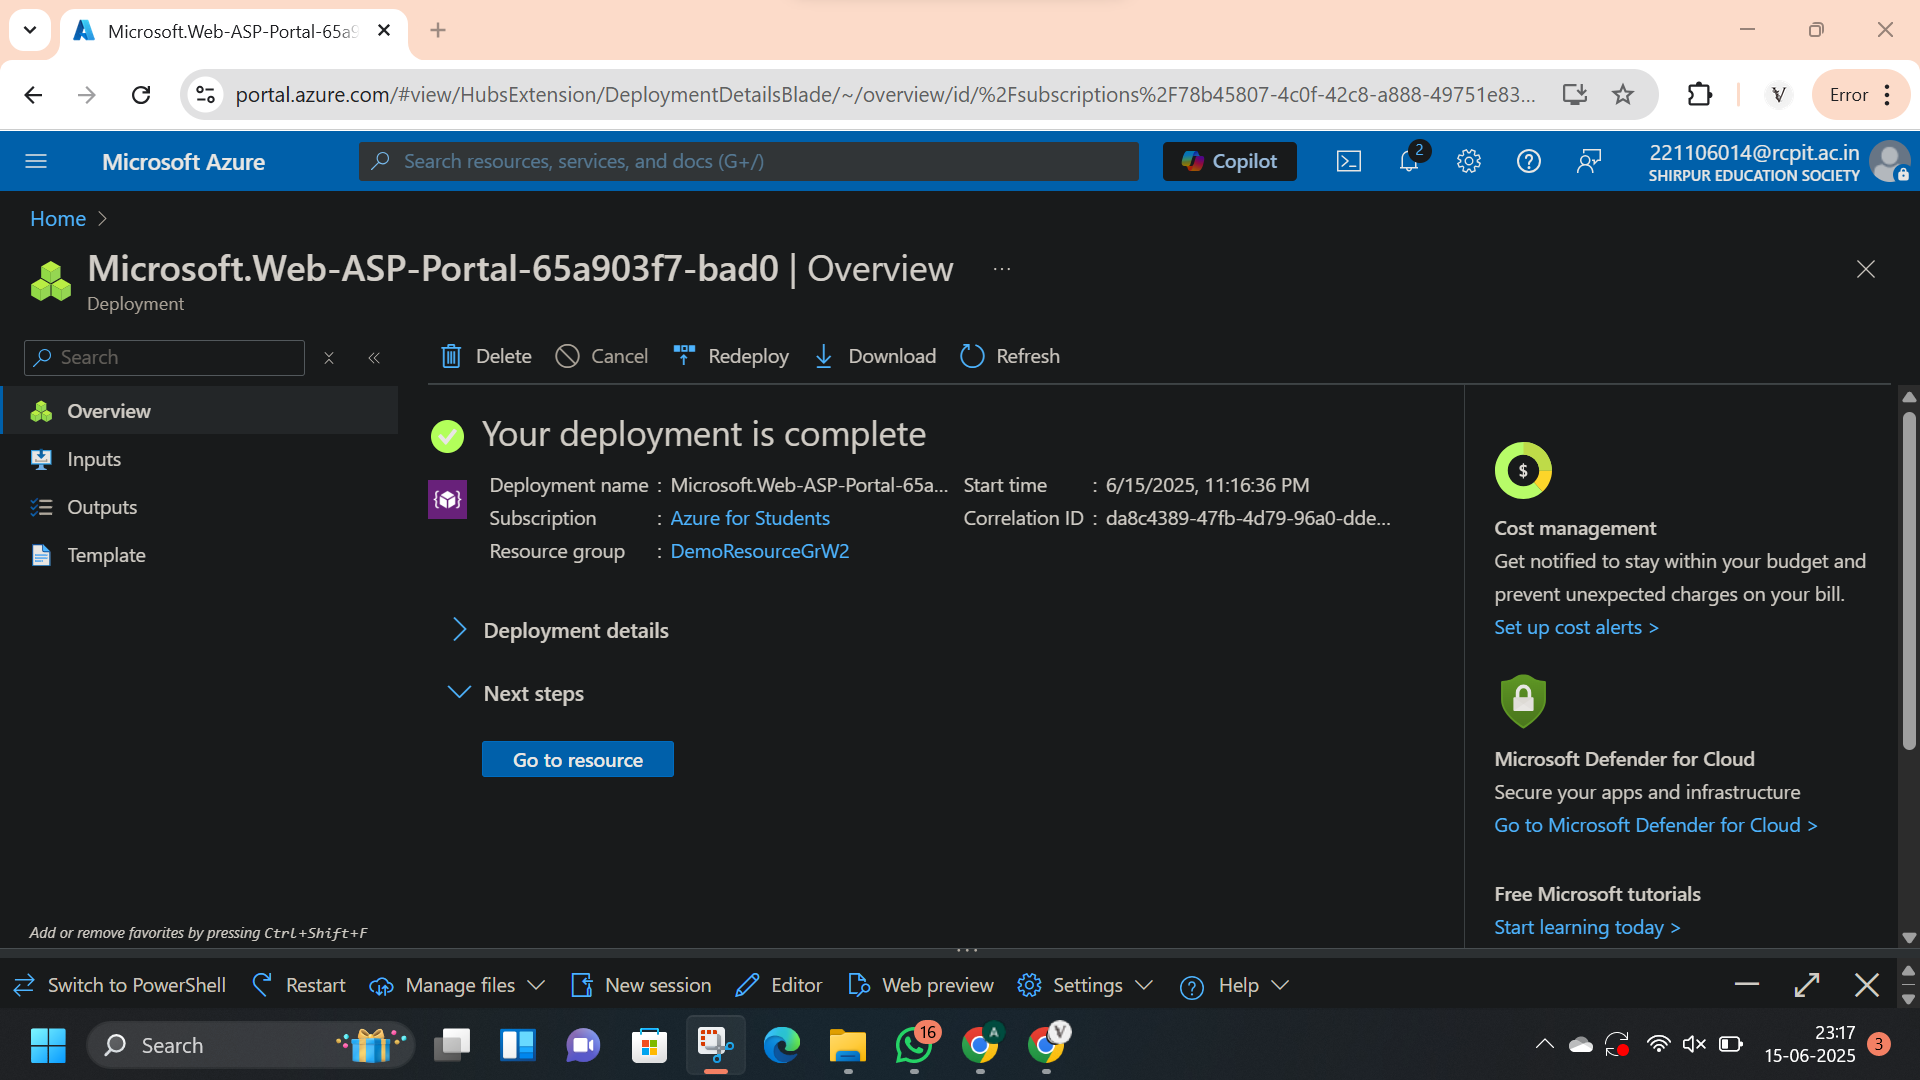 Microsoft.Web-ASP-Portal-65a9
portal.azure.com/#view/HubsExtension/DeploymentDetailsBlade/~/overview/id/%2Fsubscriptions%2F78b45807-4c0f-42c8-a888-49751e83...
Error
Microsoft Azure
Search resources, services, and docs (G+/)
Copilot
2
221106014@rcpit.ac.in
SHIRPUR EDUCATION SOCIETY
Home
Microsoft.Web-ASP-Portal-65a903f7-bad0 | Overview ...
Deployment
Search
Delete Cancel Redeploy Download Refresh
Overview
Inputs
Outputs
Template
Your deployment is complete
Deployment name : Microsoft.Web-ASP-Portal-65a...
Subscription : Azure for Students
Resource group : DemoResourceGrW2
Start time : 6/15/2025, 11:16:36 PM
Correlation ID : da8c4389-47fb-4d79-96a0-dde...
Deployment details
Next steps
Go to resource
$
Cost management
Get notified to stay within your budget and
prevent unexpected charges on your bill.
Set up cost alerts >
Microsoft Defender for Cloud
Secure your apps and infrastructure
Go to Microsoft Defender for Cloud >
Free Microsoft tutorials
Start learning today >
Add or remove favorites by pressing Ctrl+Shift+F
Switch to PowerShell Restart Manage files New session Editor Web preview Settings Help
Search
16
A
V
23:17
15-06-2025
3